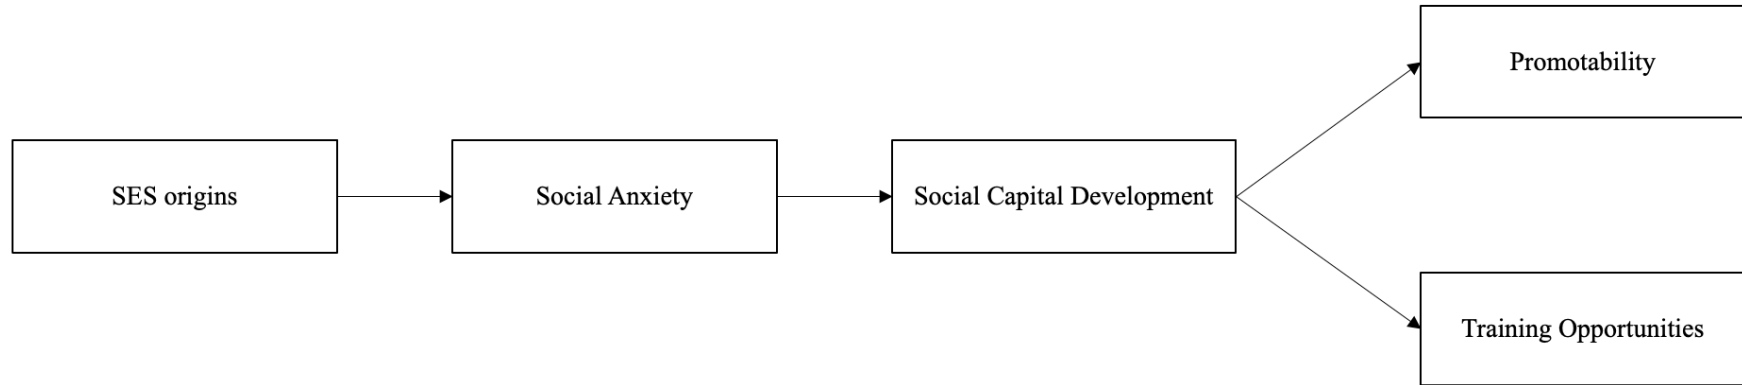 Promotability
SES origins
Social Anxiety
Social Capital Development
Training Opportunities